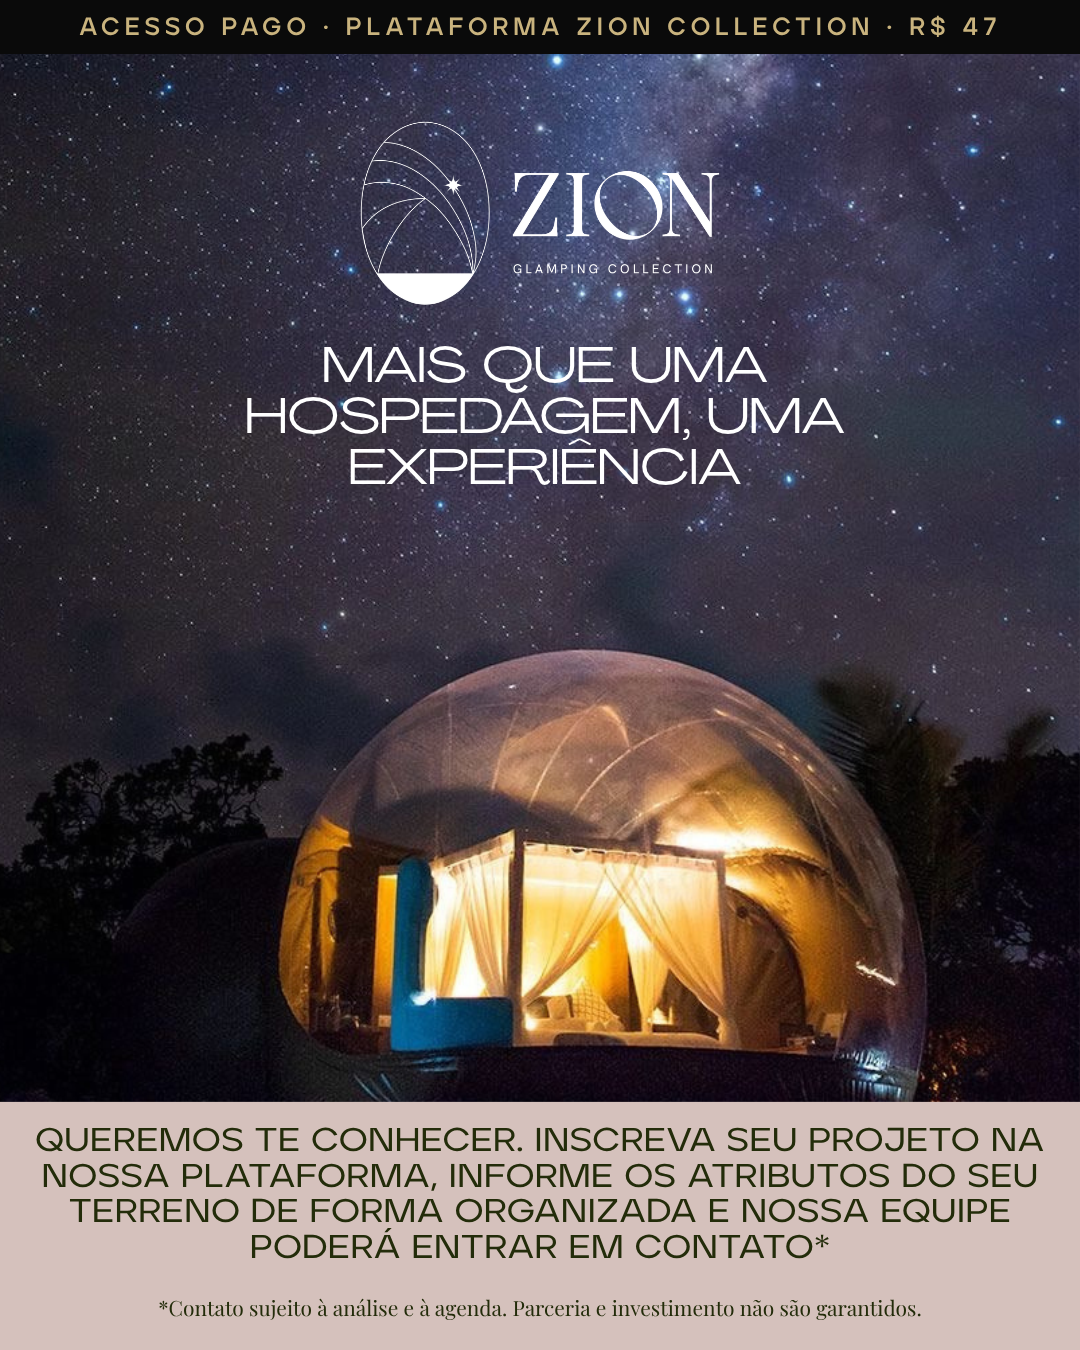 ACESSO PAGO · PLATAFORMA ZION COLLECTION · R$ 47
ZION
GLAMPING COLLECTION
MAIS QUE UMA
HOSPEDAGEM, UMA
EXPERIÊNCIA
QUEREMOS TE CONHECER. INSCREVA SEU PROJETO NA
NOSSA PLATAFORMA, INFORME OS ATRIBUTOS DO SEU
TERRENO DE FORMA ORGANIZADA E NOSSA EQUIPE
PODERÁ ENTRAR EM CONTATO*
*Contato sujeito à análise e à agenda. Parceria e investimento não são garantidos.